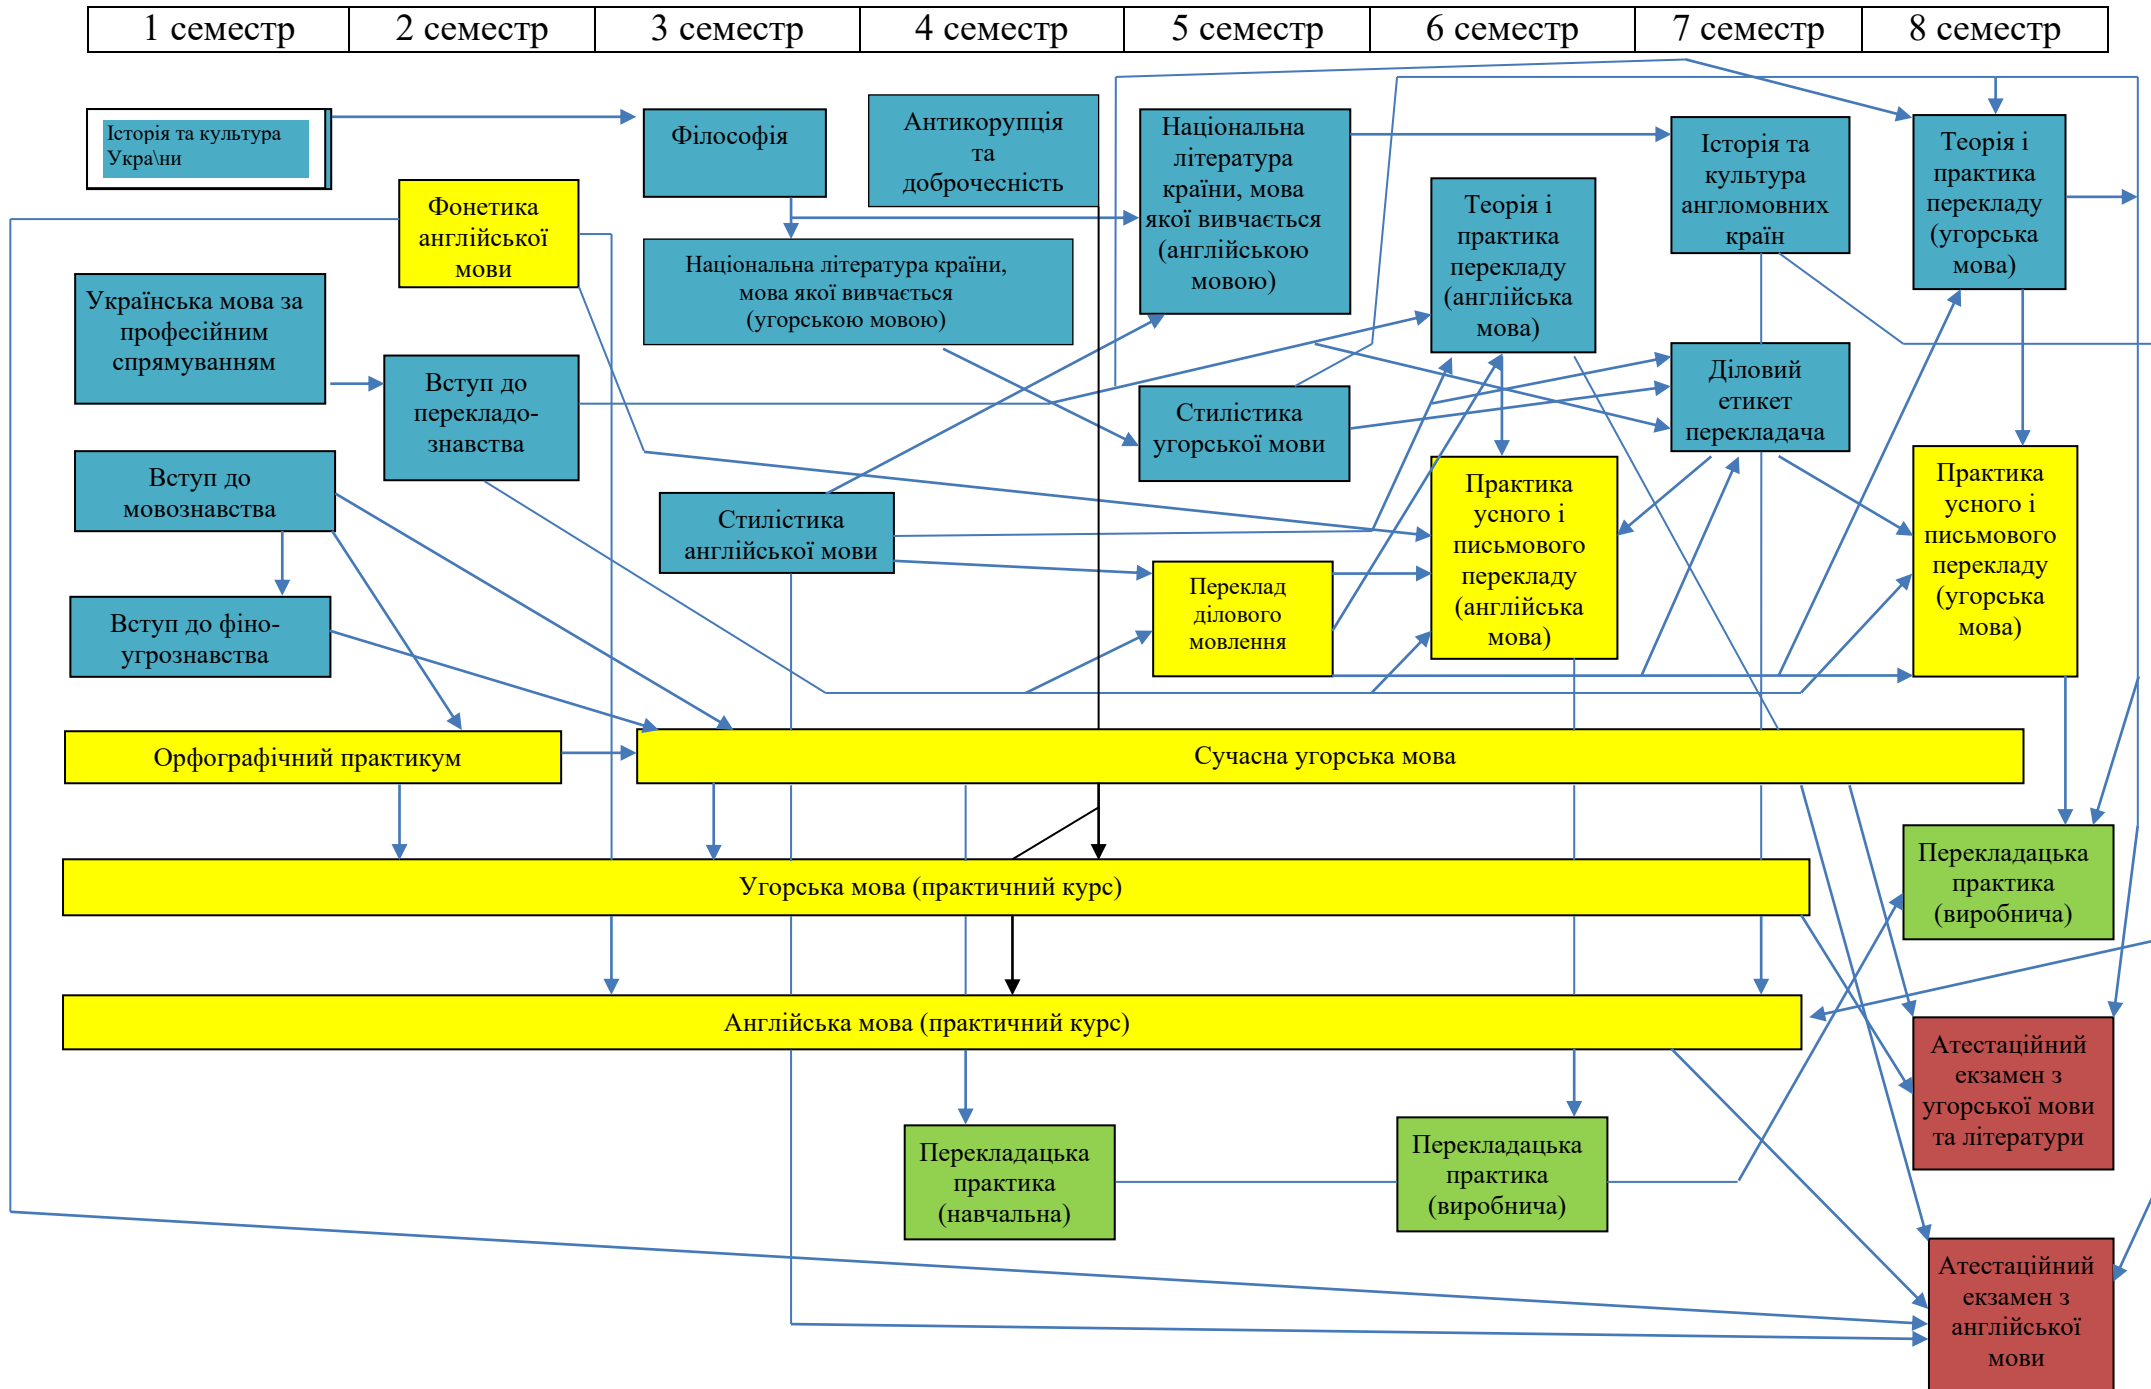 1 семестр
2 семестр
3 семестр
4 семестр
5 семестр
6 семестр
7 семестр
8 семестр
Історія та культура
Укра\ни
Філософія
Антикорупція
та
доброчесність
Національна
література
країни, мова
якої вивчається
(англійською
мовою)
Історія та
культура
англомовних
країн
Теорія і
практика
перекладу
(угорська
мова)
Фонетика
англійської
мови
Теорія і
практика
перекладу
(англійська
мова)
Національна література країни,
мова якої вивчається
(угорською мовою)
Українська мова за
професійним
спрямуванням
Вступ до
перекладо-
знавства
Стилістика
угорської мови
Діловий
етикет
перекладача
Вступ до
мовознавства
Стилістика
англійської мови
Практика
усного і
письмового
перекладу
(англійська
мова)
Практика
усного і
письмового
перекладу
(угорська
мова)
Переклад
ділового
мовлення
Вступ до фіно-
угрознавства
Орфографічний практикум
Сучасна угорська мова
Перекладацька
практика
(виробнича)
Угорська мова (практичний курс)
Англійська мова (практичний курс)
Атестаційний
екзамен з
угорської мови
та літератури
Перекладацька
практика
(навчальна)
Перекладацька
практика
(виробнича)
Атестаційний
екзамен з
англійської
мови